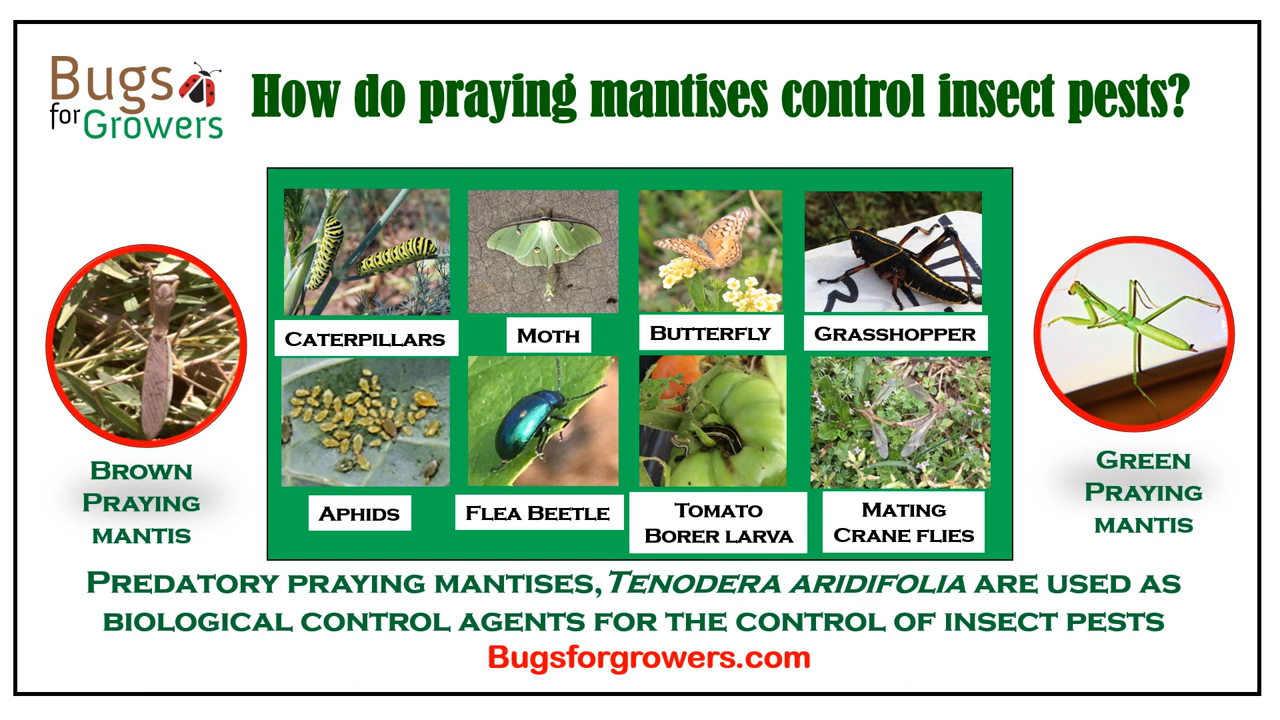 Bugs
for Growers
How do praying mantises control insect pests?
Caterpillars
Moth
Butterfly
Grasshopper
Aphids
Flea Beetle
Tomato
Borer larva
Mating
Crane flies
Brown
Praying
mantis
Green
Praying
mantis
Predatory praying mantises, Tenodera aridifolia are used as
biological control agents for the control of insect pests
Bugsforgrowers.com